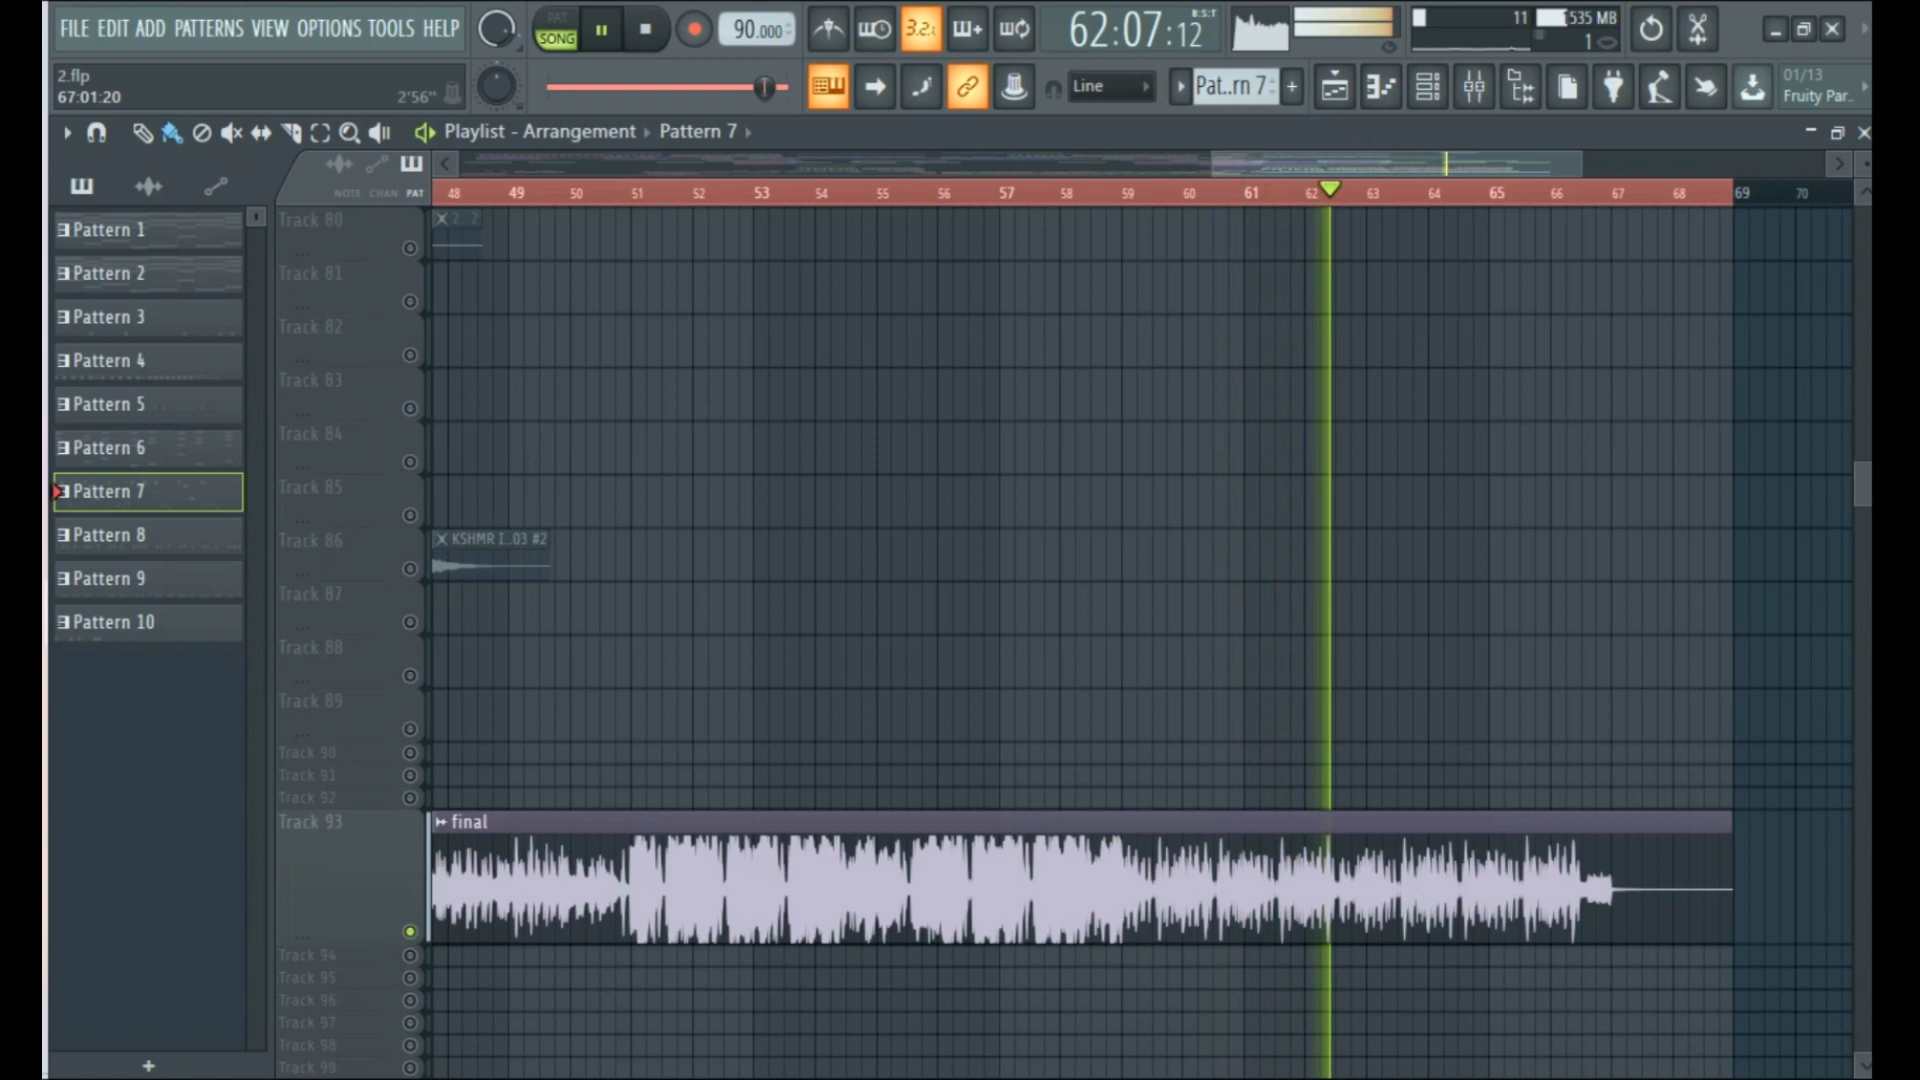 FILE EDIT ADD PATTERNS VIEW OPTIONS TOOLS HELP
PAT
SONG
90.000
3.2.
62:07:12
B:S:T
11
535 MB
1
2.flp
67:01:20
2'56"
Line
Pat..rn 7
01/13
Fruity Par..
Playlist - Arrangement Pattern 7
NOTE CHAN PAT
48 49 50 51 52 53 54 55 56 57 58 59 60 61 62 63 64 65 66 67 68 69 70
Pattern 1
Pattern 2
Pattern 3
Pattern 4
Pattern 5
Pattern 6
Pattern 7
Pattern 8
Pattern 9
Pattern 10
Track 80
2.. 2
Track 81
Track 82
Track 83
Track 84
Track 85
Track 86
KSHMR I..03 #2
Track 87
Track 88
Track 89
Track 90
Track 91
Track 92
Track 93
final
Track 94
Track 95
Track 96
Track 97
Track 98
Track 99